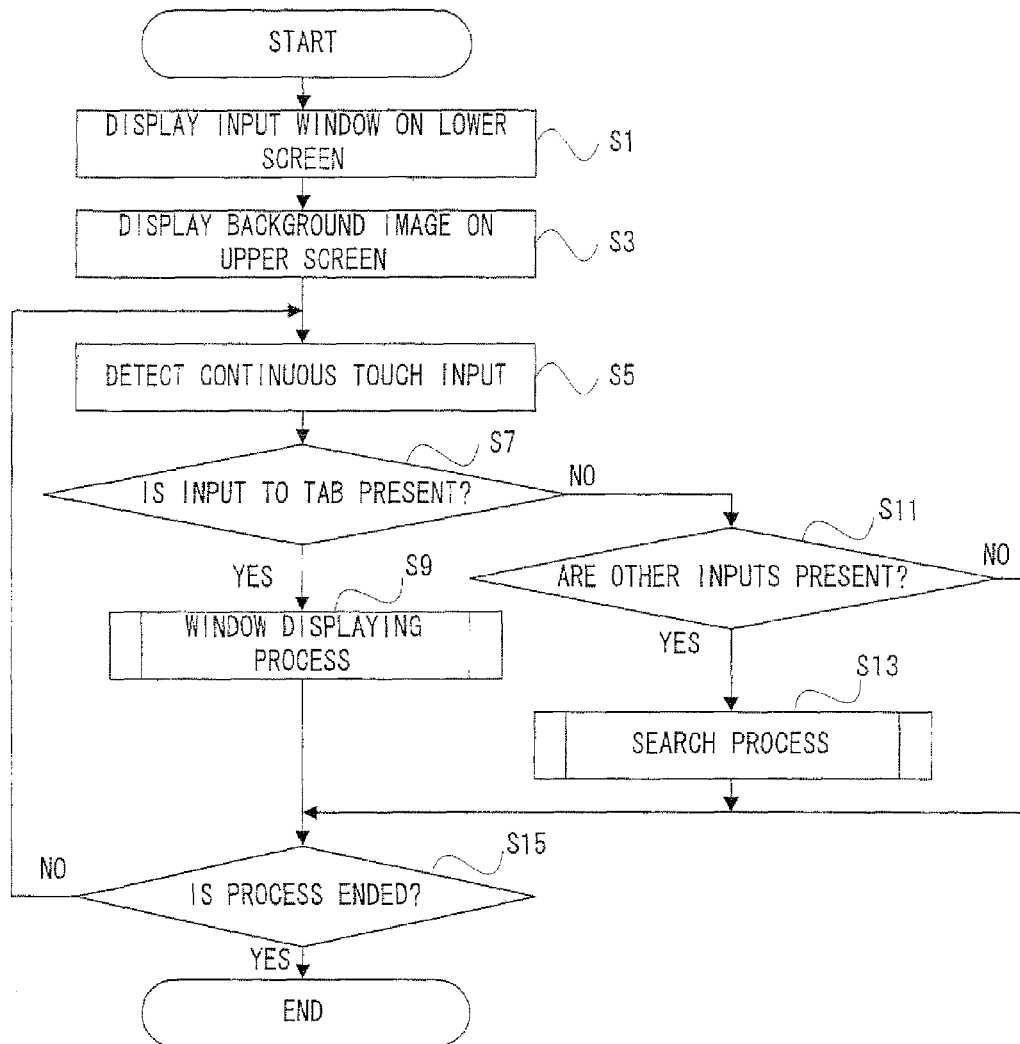 START
DISPLAY INPUT WINDOW ON LOWER
SCREEN
S1
DISPLAY BACKGROUND IMAGE ON
UPPER SCREEN
S3
DETECT CONTINUOUS TOUCH INPUT
S5
S7
IS INPUT TO TAB PRESENT?
NO
S11
ARE OTHER INPUTS PRESENT?
NO
YES
S9
WINDOW DISPLAYING
PROCESS
YES
S13
SEARCH PROCESS
S15
NO
IS PROCESS ENDED?
YES
END